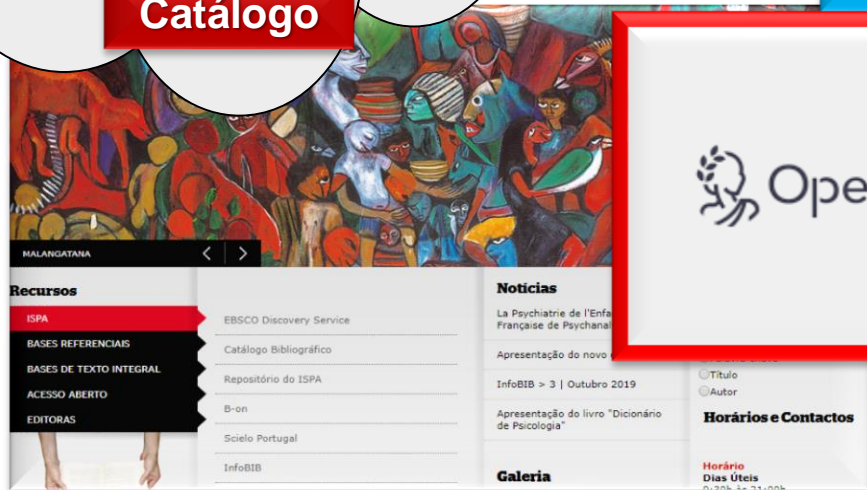 Catálogo
Ope
MALANGATANA
Recursos
ISPA
BASES REFERENCIAIS
BASES DE TEXTO INTEGRAL
ACESSO ABERTO
EDITORAS
EBSCO Discovery Service
Catálogo Bibliográfico
Repositório do ISPA
B-on
Scielo Portugal
InfoBIB
Notícias
La Psychiatrie de l'Enfa
Française de Psychanal
Apresentação do novo
InfoBIB > 3 | Outubro 2019
Apresentação do livro "Dicionário
de Psicologia"
Galeria
Título
Autor
Horários e Contactos
Horário
Dias Úteis